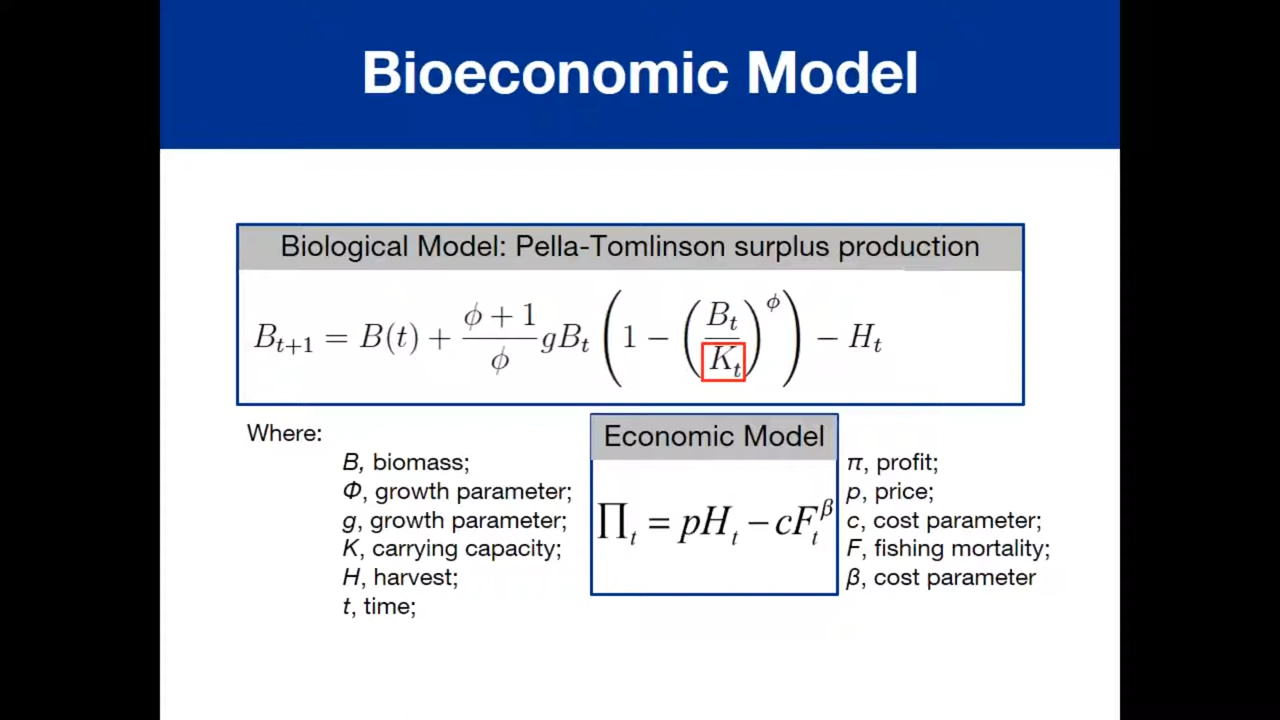 Bioeconomic Model
Biological Model: Pella-Tomlinson surplus production
B_{t+1} = B(t) + \frac{\phi + 1}{\phi} g B_t \left( 1 - \left( \frac{B_t}{K_t} \right)^{\phi} \right) - H_t
Where:
B, biomass;
Φ, growth parameter;
g, growth parameter;
K, carrying capacity;
H, harvest;
t, time;
Economic Model
∏_t = pH_t − cF_t^β
π, profit;
p, price;
c, cost parameter;
F, fishing mortality;
β, cost parameter